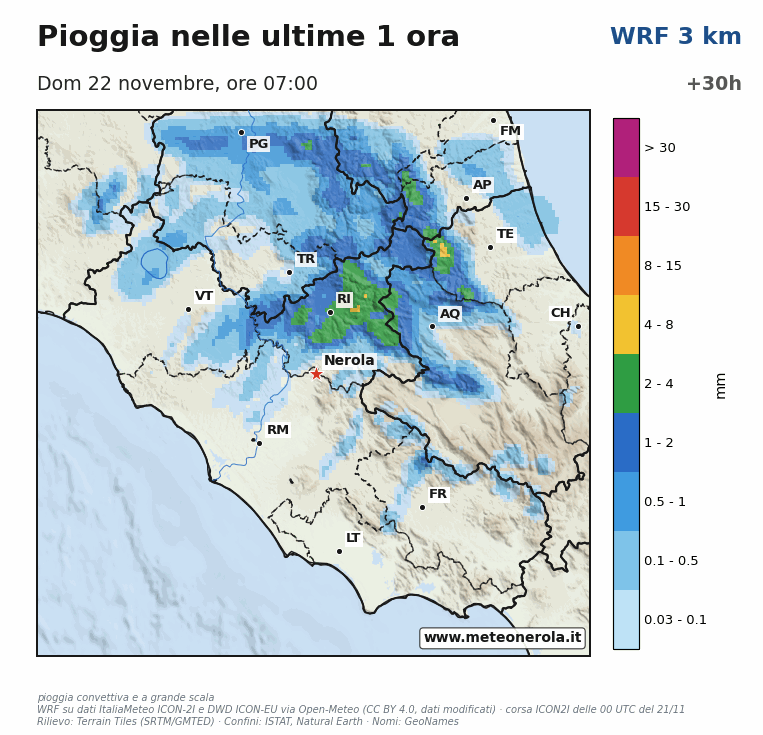 Pioggia nelle ultime 1 ora
WRF 3 km
Dom 22 novembre, ore 07:00
+30h
FM
PG
AP
TE
TR
VT
RI
AQ
CH
Nerola
RM
FR
LT
www.meteonerola.it
> 30
15 - 30
8 - 15
4 - 8
2 - 4
1 - 2
0.5 - 1
0.1 - 0.5
0.03 - 0.1
mm
pioggia convettiva e a grande scala
WRF su dati ItaliaMeteo ICON-2I e DWD ICON-EU via Open-Meteo (CC BY 4.0, dati modificati) · corsa ICON2I delle 00 UTC del 21/11
Rilievo: Terrain Tiles (SRTM/GMTED) · Confini: ISTAT, Natural Earth · Nomi: GeoNames